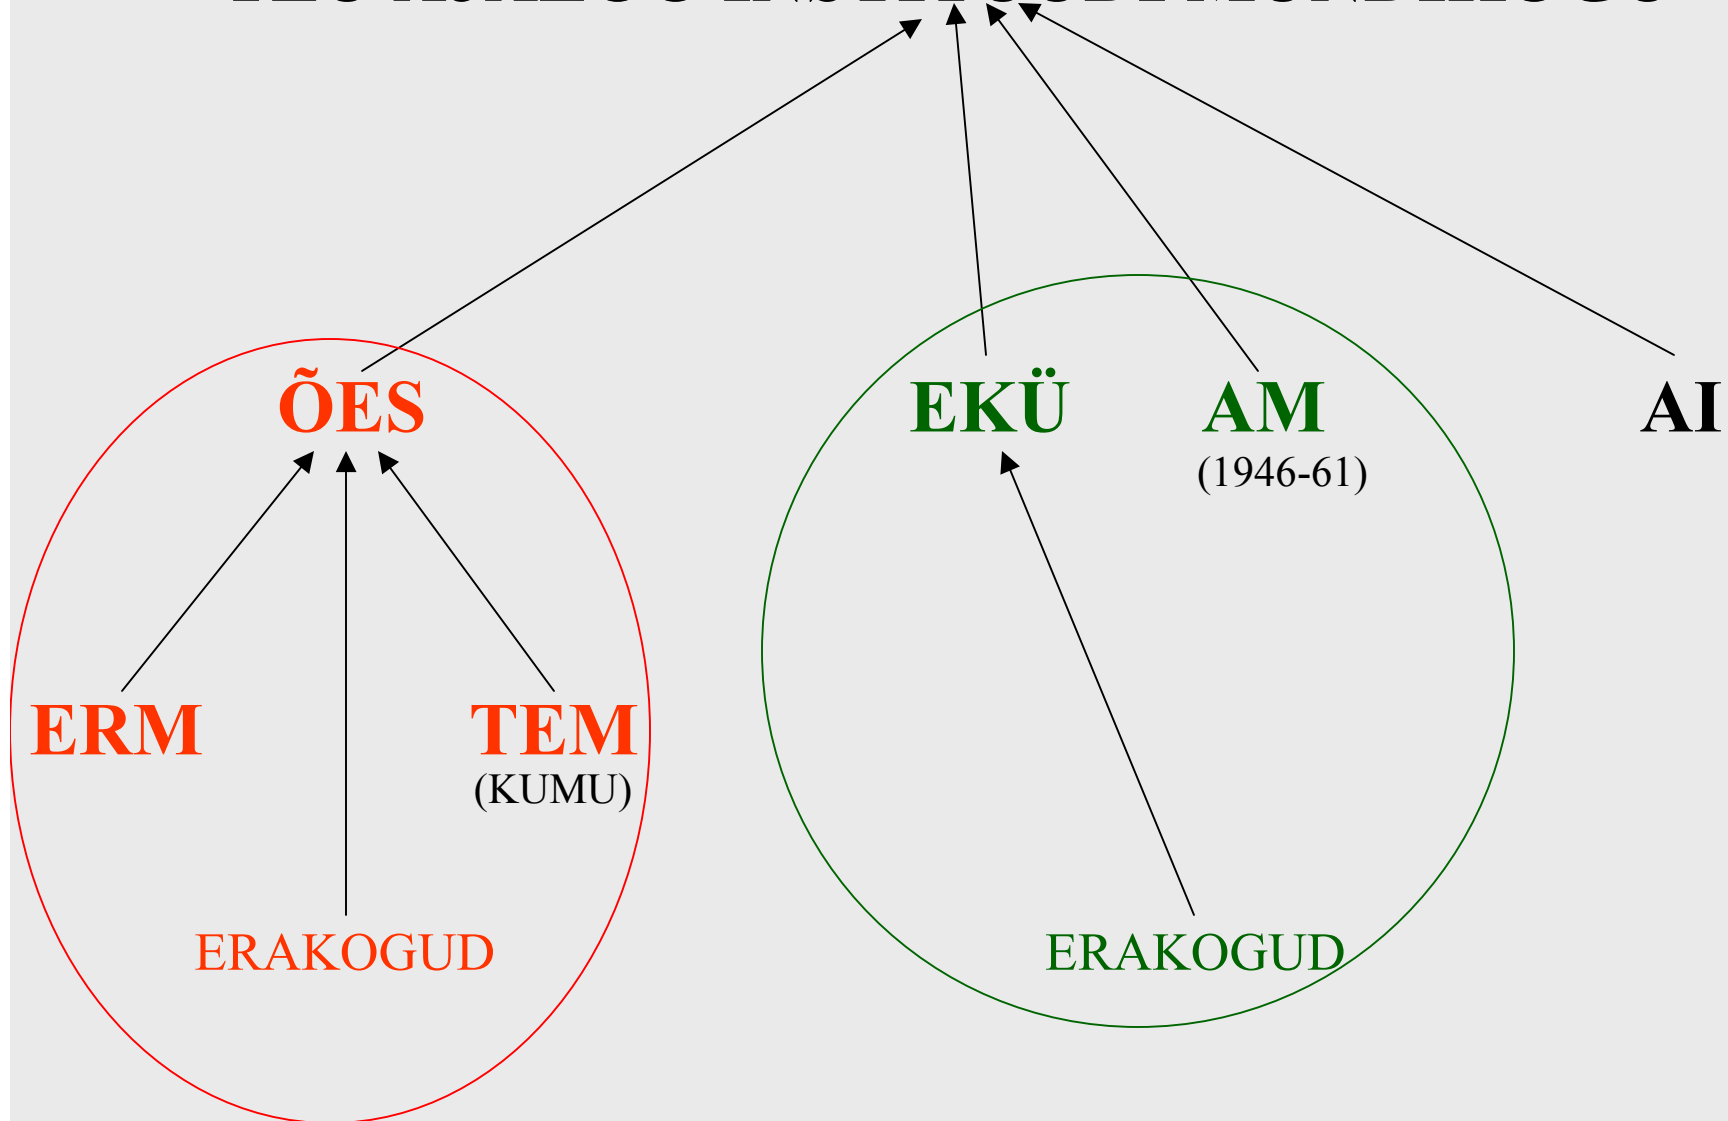 ÕES
EKÜ
AM
AI
(1946-61)
ERM
TEM
(KUMU)
ERAKOGUD
ERAKOGUD